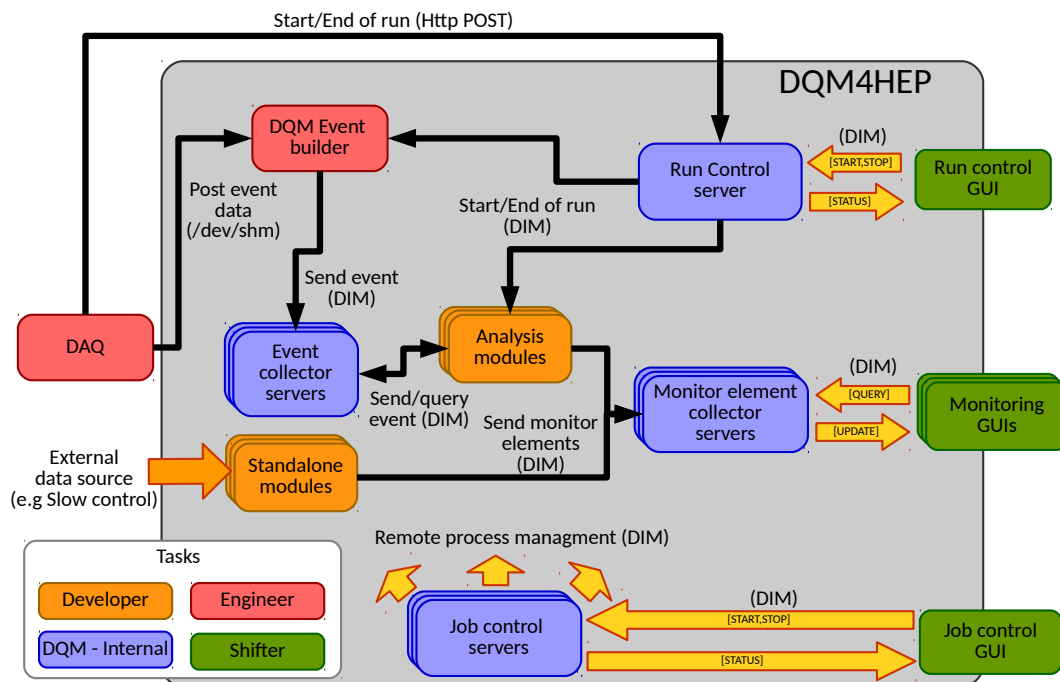 Start/End of run (Http POST)
DQM4HEP
DQM Event
builder
(DIM)
[START,STOP]
[STATUS]
Run Control
server
Run control
GUI
Post event
data
(/dev/shm)
Start/End of run
(DIM)
Send event
(DIM)
DAQ
Event
collector
servers
Analysis
modules
Send/query
event (DIM)
Send monitor
elements
(DIM)
Monitor element
collector
servers
(DIM)
[QUERY]
[UPDATE]
Monitoring
GUIs
External
data source
(e.g Slow control)
Standalone
modules
Remote process managment (DIM)
Tasks
Developer
Engineer
DQM - Internal
Shifter
Job control
servers
(DIM)
[START,STOP]
[STATUS]
Job control
GUI